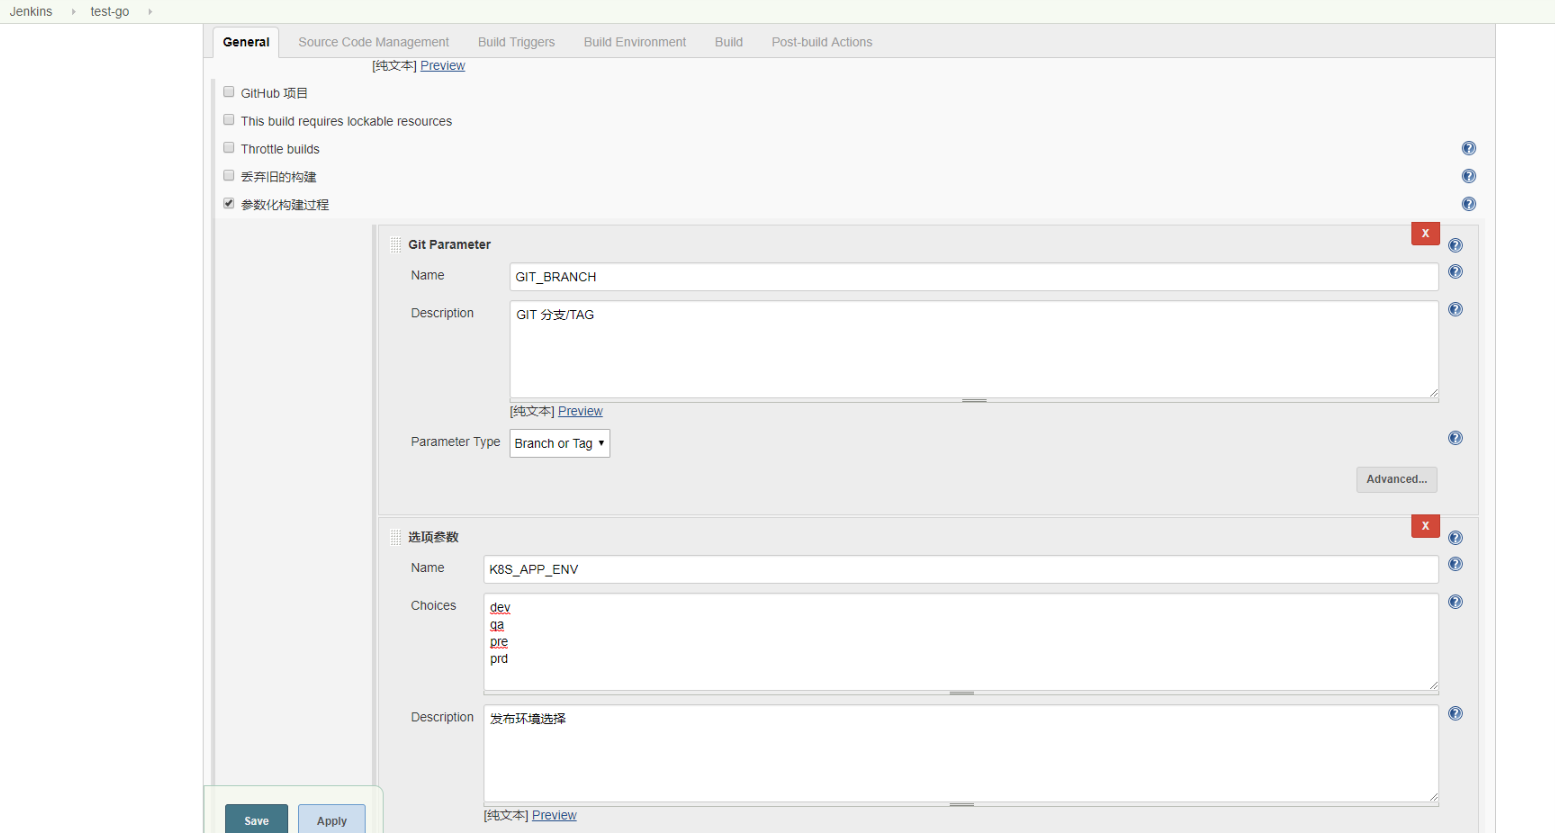 Jenkins test-go
General Source Code Management Build Triggers Build Environment Build Post-build Actions
[纯文本] Preview
GitHub 项目
This build requires lockable resources
Throttle builds
丢弃旧的构建
参数化构建过程
X
Git Parameter
Name GIT_BRANCH
Description GIT 分支/TAG
[纯文本] Preview
Parameter Type Branch or Tag
Advanced...
X
选项参数
Name K8S_APP_ENV
Choices dev
qa
pre
prd
Description 发布环境选择
[纯文本] Preview
Save Apply